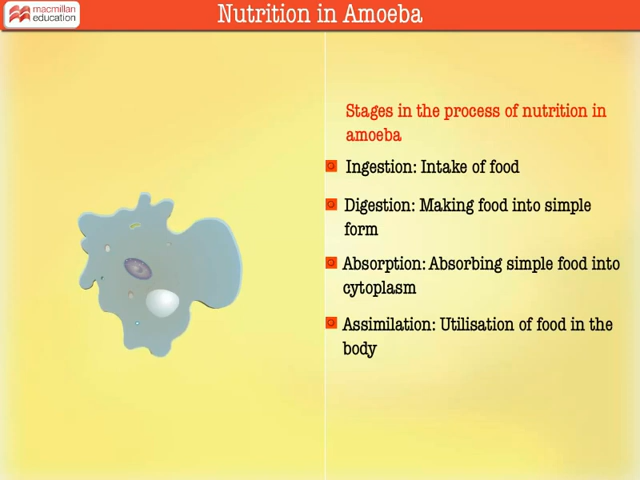 macmillan
education
Nutrition in Amoeba
Stages in the process of nutrition in
amoeba
Ingestion: Intake of food
Digestion: Making food into simple
form
Absorption: Absorbing simple food into
cytoplasm
Assimilation: Utilisation of food in the
body